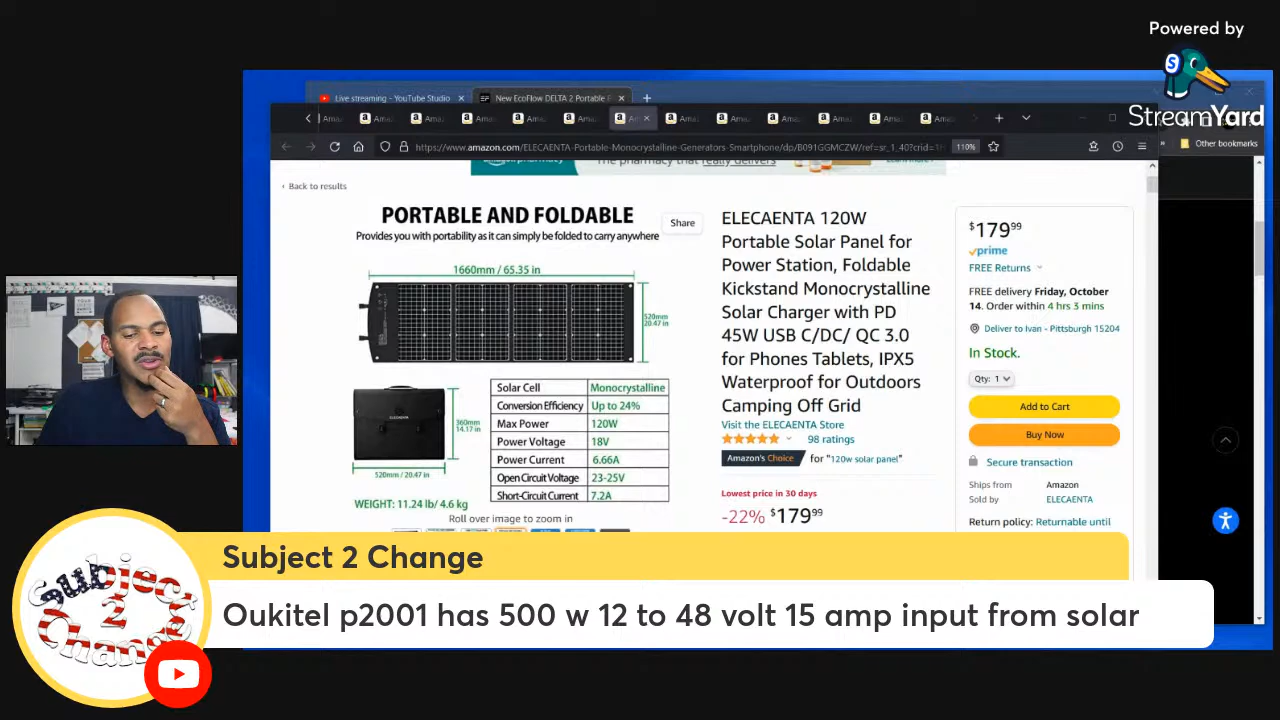 Powered by
StreamYard
Live streaming - YouTube Studio
New EcoFlow DELTA 2 Portable
Other bookmarks
https://www.amazon.com/ELECAENTA-Portable-Monocrystalline-Generators-Smartphone/dp/B091GGMCZW/ref=sr_1_40?crid=1
110%
The pharmacy that really delivers
Back to results
PORTABLE AND FOLDABLE
Provides you with portability as it can simply be folded to carry anywhere
Share
1660mm / 65.35 in
520mm
20.47 in
360mm
14.17 in
520mm / 20.47 in
WEIGHT: 11.24 lb/ 4.6 kg
Solar Cell Monocrystalline
Conversion Efficiency Up to 24%
Max Power 120W
Power Voltage 18V
Power Current 6.66A
Open Circuit Voltage 23-25V
Short-Circuit Current 7.2A
Roll over image to zoom in
ELECAENTA 120W
Portable Solar Panel for
Power Station, Foldable
Kickstand Monocrystalline
Solar Charger with PD
45W USB C/DC/ QC 3.0
for Phones Tablets, IPX5
Waterproof for Outdoors
Camping Off Grid
Visit the ELECAENTA Store
98 ratings
Amazon's Choice for "120w solar panel"
Lowest price in 30 days
-22% $179.99
$179.99
prime
FREE Returns
FREE delivery Friday, October
14. Order within 4 hrs 3 mins
Deliver to Ivan - Pittsburgh 15204
In Stock.
Qty: 1
Add to Cart
Buy Now
Secure transaction
Ships from Amazon
Sold by ELECAENTA
Return policy: Returnable until
Subject
2
Change
Subject 2 Change
Oukitel p2001 has 500 w 12 to 48 volt 15 amp input from solar